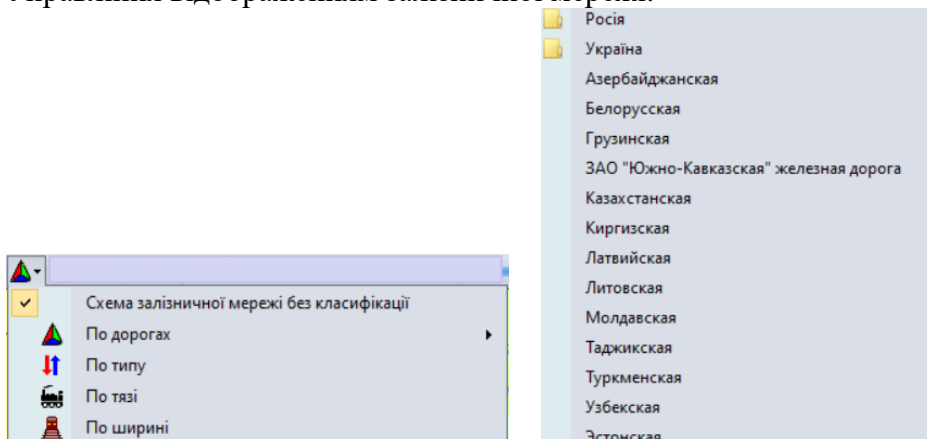 Росія
Україна
Азербайджанская
Белорусская
Грузинская
ЗАО "Южно-Кавказская" железная дорога
Казахстанская
Киргизская
Латвийская
Литовская
Молдавская
Таджикская
Туркменская
Узбекская
Эстонская
Схема залізничної мережі без класифікації
По дорогах
По типу
По тязі
По ширині